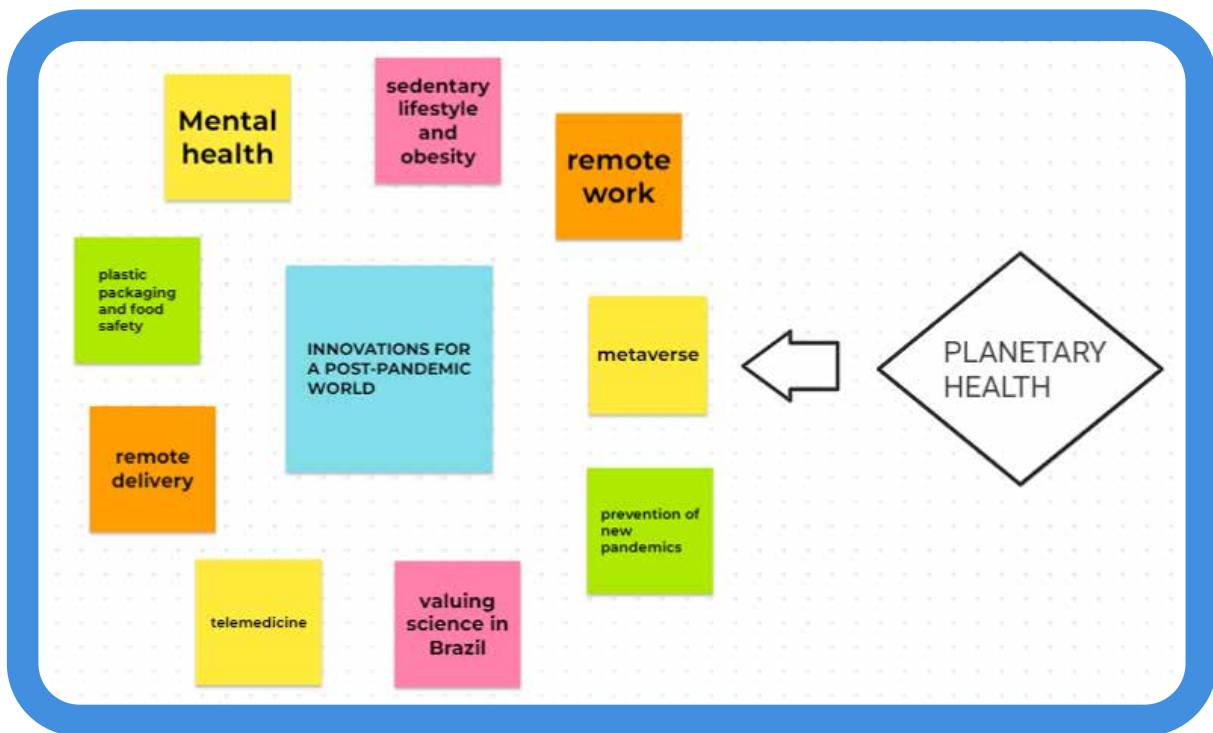 Mental
health
sedentary
lifestyle
and
obesity
remote
work
plastic
packaging
and food
safety
INNOVATIONS FOR
A POST-PANDEMIC
WORLD
metaverse
PLANETARY
HEALTH
remote
delivery
prevention of
new
pandemics
telemedicine
valuing
science in
Brazil